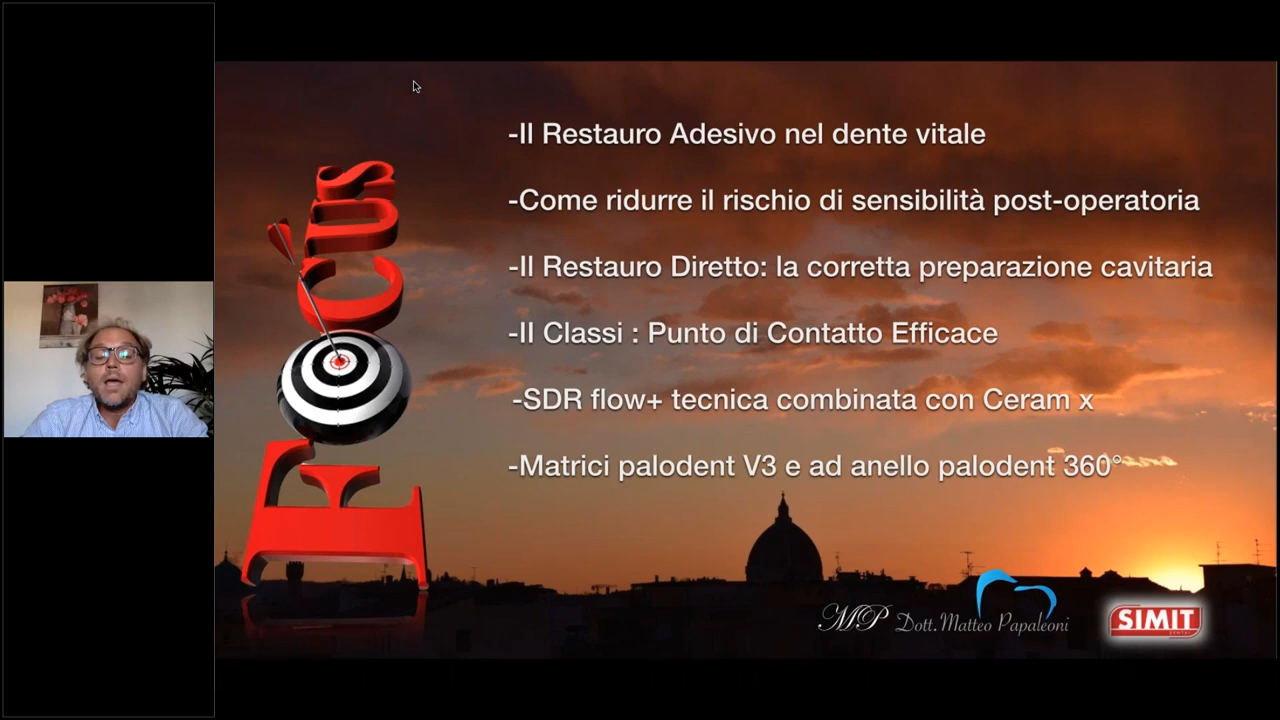 Focus
-Il Restauro Adesivo nel dente vitale
-Come ridurre il rischio di sensibilità post-operatoria
-Il Restauro Diretto: la corretta preparazione cavitaria
-II Classi : Punto di Contatto Efficace
-SDR flow+ tecnica combinata con Ceram x
-Matrici palodent V3 e ad anello palodent 360°
MP Dott. Matteo Papaleoni
SIMIT
DENTAL